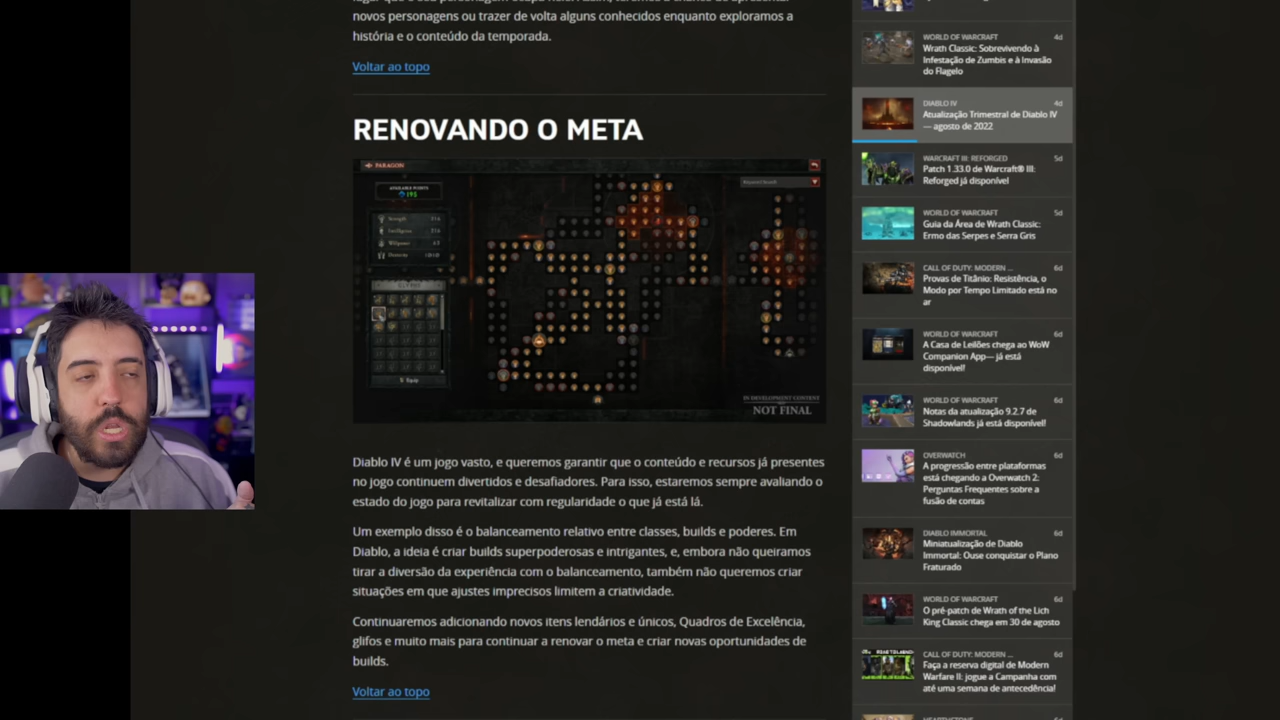 novos personagens ou trazer de volta alguns conhecidos enquanto exploramos a
história e o conteúdo da temporada.
Voltar ao topo
RENOVANDO O META
PARAGON
AVAILABLE POINTS
195
Strength
Intelligence
Willpower
Dexterity
Equip
IN DEVELOPMENT CONTENT
NOT FINAL
Diablo IV é um jogo vasto, e queremos garantir que o conteúdo e recursos já presentes
no jogo continuem divertidos e desafiadores. Para isso, estaremos sempre avaliando o
estado do jogo para revitalizar com regularidade o que já está lá.
Um exemplo disso é o balanceamento relativo entre classes, builds e poderes. Em
Diablo, a ideia é criar builds superpoderosas e intrigantes, e, embora não queiramos
tirar a diversão da experiência com o balanceamento, também não queremos criar
situações em que ajustes imprecisos limitem a criatividade.
Continuaremos adicionando novos itens lendários e únicos, Quadros de Excelência,
glifos e muito mais para continuar a renovar o meta e criar novas oportunidades de
builds.
Voltar ao topo
WORLD OF WARCRAFT 4d
Wrath Classic: Sobrevivendo à
Infestação de Zumbis e à Invasão
do Flagelo
DIABLO IV 4d
Atualização Trimestral de Diablo IV
— agosto de 2022
WARCRAFT III: REFORGED 5d
Patch 1.33.0 de Warcraft® III:
Reforged já disponível
WORLD OF WARCRAFT 5d
Guia da Área de Wrath Classic:
Ermo das Serpes e Serra Gris
CALL OF DUTY: MODERN ... 6d
Provas de Titânio: Resistência, o
Modo por Tempo Limitado está no
ar
WORLD OF WARCRAFT 6d
A Casa de Leilões chega ao WoW
Companion App— já está
disponível!
WORLD OF WARCRAFT 6d
Notas da atualização 9.2.7 de
Shadowlands já está disponível!
OVERWATCH 6d
A progressão entre plataformas
está chegando a Overwatch 2:
Perguntas Frequentes sobre a
fusão de contas
DIABLO IMMORTAL 6d
Miniatualização de Diablo
Immortal: Ouse conquistar o Plano
Fraturado
WORLD OF WARCRAFT 6d
O pré-patch de Wrath of the Lich
King Classic chega em 30 de agosto
CALL OF DUTY: MODERN ... 6d
Faça a reserva digital de Modern
Warfare II: jogue a Campanha com
até uma semana de antecedência!